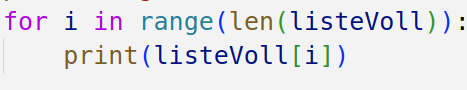 for i in range(len(listeVoll)):
    print(listeVoll[i])